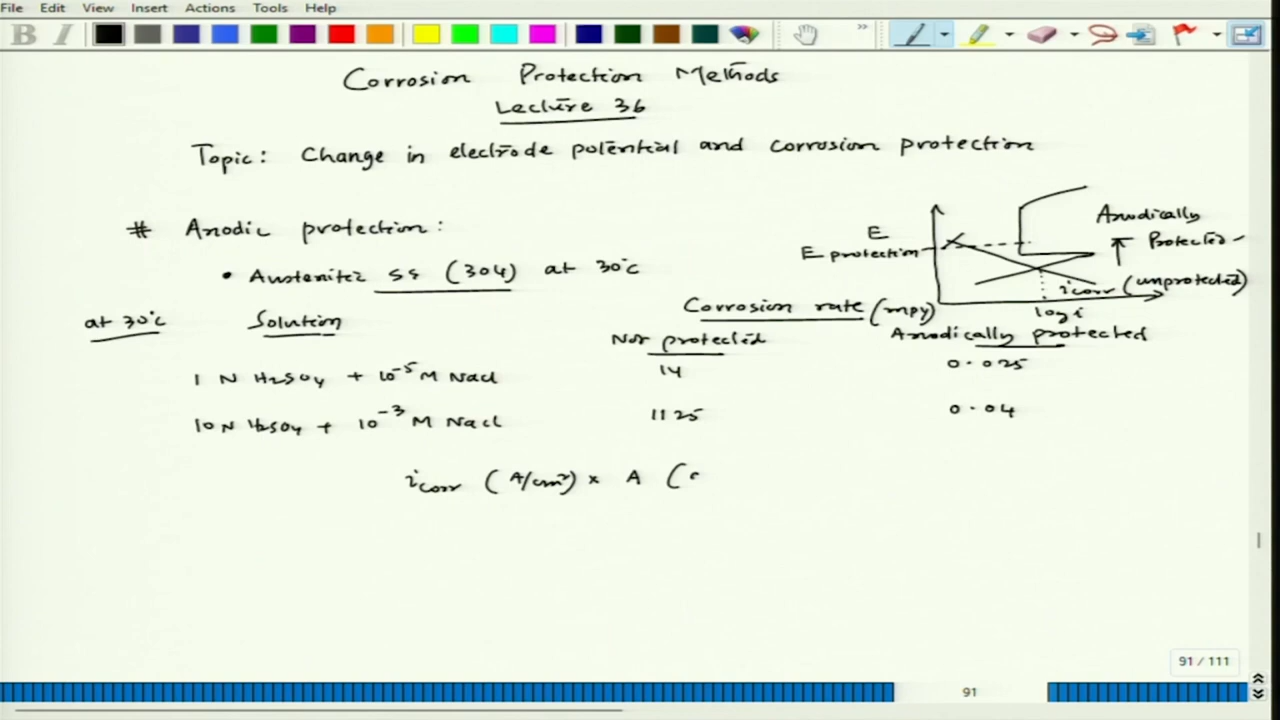 File Edit View Insert Actions Tools Help
B I
Corrosion Protection Methods
Lecture 36
Topic: Change in electrode potential and corrosion protection
# Anodic protection:
• Austenitic SS (304) at 30°C
E
E protection
Anodically
Protected
icorr (unprotected)
log i
at 30°C Solution Corrosion rate (mpy)
Not protected Anodically protected
1 N H2SO4 + 10-5 M NaCl 14 0.025
10 N H2SO4 + 10-3 M NaCl 1125 0.04
icorr (A/cm2) × A (c
91 / 111
91